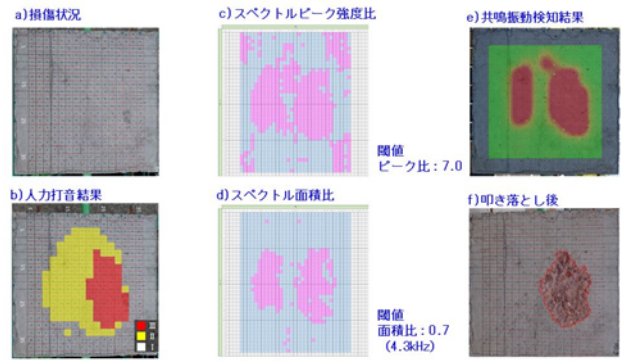 a)損傷状況
c)スペクトルピーク強度比
e)共鳴振動検知結果
閾値
ピーク比:7.0
b)人力打音結果
d)スペクトル面積比
f)叩き落とし後
閾値
面積比:0.7
(4.3kHz)